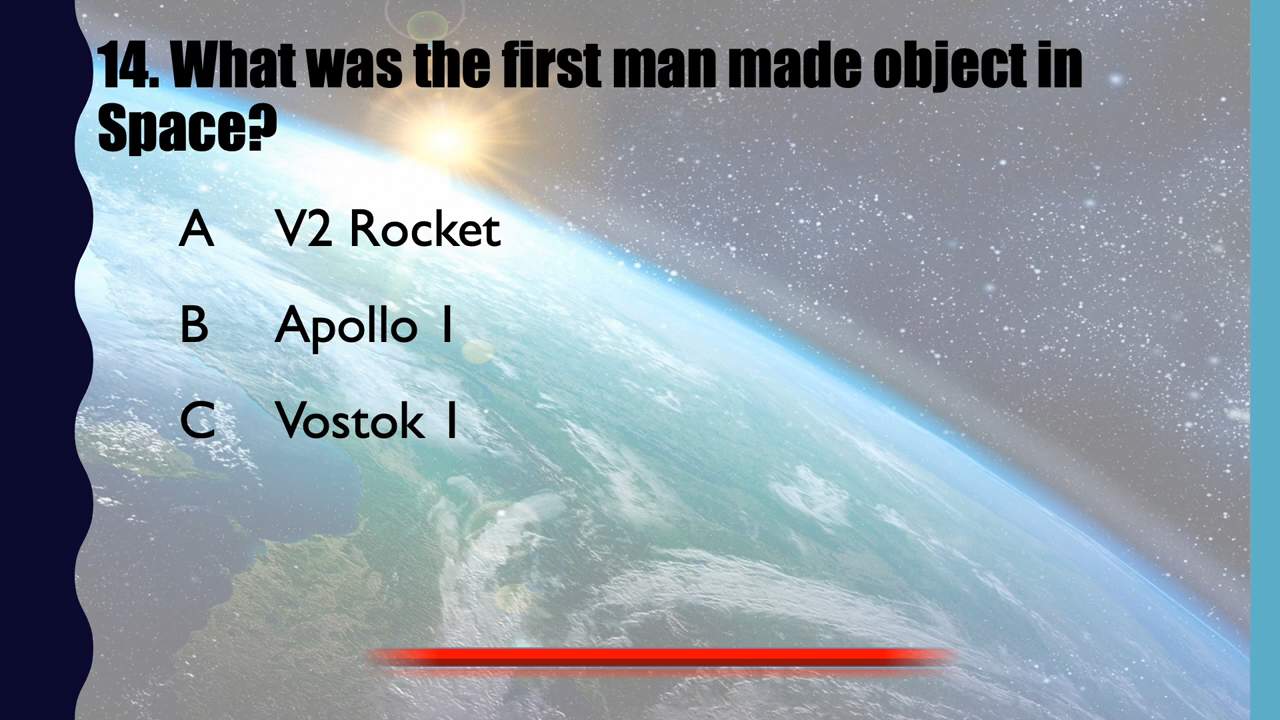 14. What was the first man made object in
Space?
A V2 Rocket
B Apollo 1
C Vostok 1